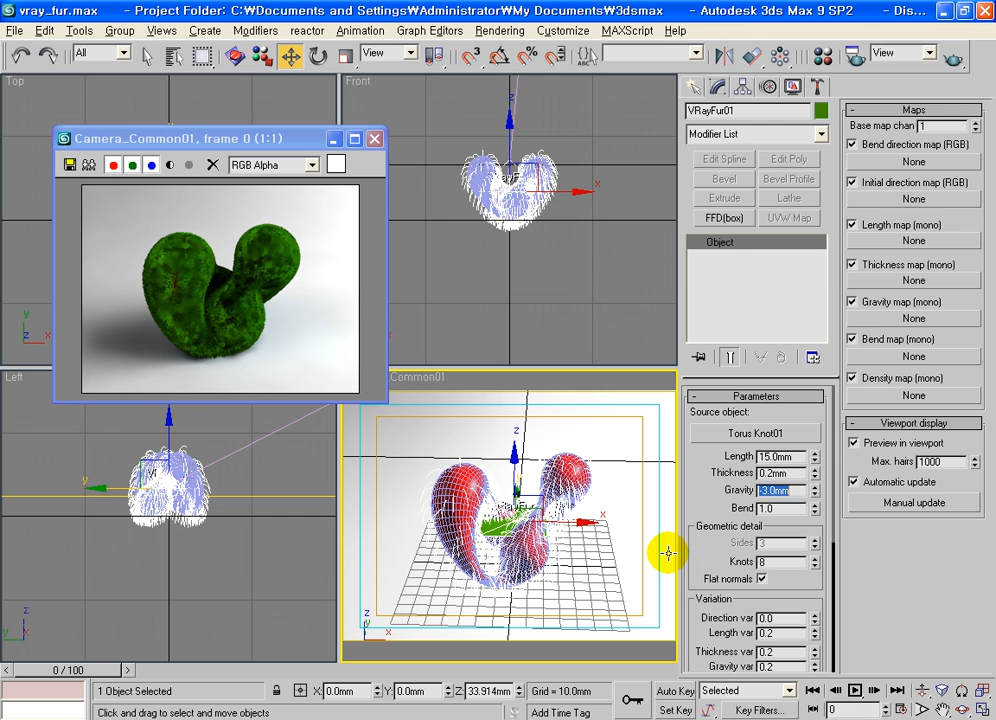 vray_fur.max - Project Folder: C:₩Documents and Settings₩Administrator₩My Documents₩3dsmax - Autodesk 3ds Max 9 SP2 - Dis...
File Edit Tools Group Views Create Modifiers reactor Animation Graph Editors Rendering Customize MAXScript Help
All View View
Top
Front
Camera_Common01, frame 0 (1:1)
RGB Alpha
Left
Common01
VRayFur01
Modifier List
Edit Spline Edit Poly
Bevel Bevel Profile
Extrude Lathe
FFD(box) UVW Map
Object
- Parameters
Source object:
Torus Knot01
Length 15.0mm
Thickness 0.2mm
Gravity -3.0mm
Bend 1.0
Geometric detail
Sides 3
Knots 8
Flat normals
Variation
Direction var 0.0
Length var 0.2
Thickness var 0.2
Gravity var 0.2
- Maps
Base map chan 1
Bend direction map (RGB)
None
Initial direction map (RGB)
None
Length map (mono)
None
Thickness map (mono)
None
Gravity map (mono)
None
Bend map (mono)
None
Density map (mono)
None
- Viewport display
Preview in viewport
Max. hairs 1000
Automatic update
Manual update
0 / 100
1 Object Selected X: 0.0mm Y: 0.0mm Z: 33.914mm Grid = 10.0mm Auto Key Selected
Click and drag to select and move objects Add Time Tag Set Key Key Filters... 0